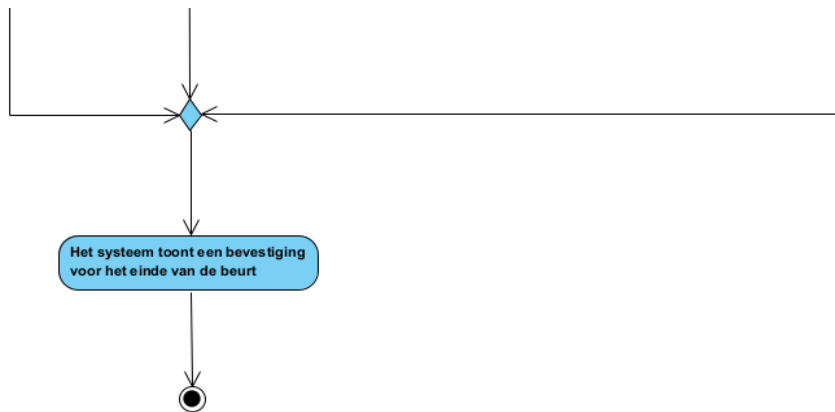 Het systeem toont een bevestiging
voor het einde van de beurt